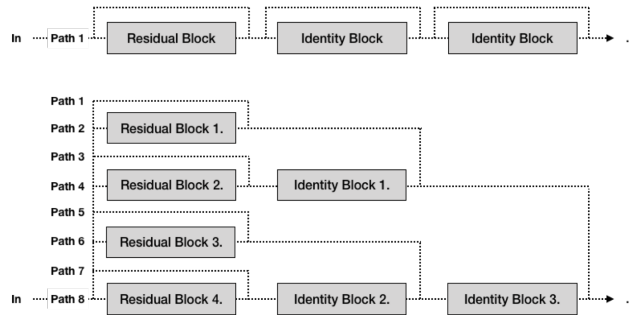 In Path 1 Residual Block Identity Block Identity Block .
Path 1
Path 2 Residual Block 1.
Path 3
Path 4 Residual Block 2. Identity Block 1.
Path 5
Path 6 Residual Block 3.
Path 7
In Path 8 Residual Block 4. Identity Block 2. Identity Block 3. .